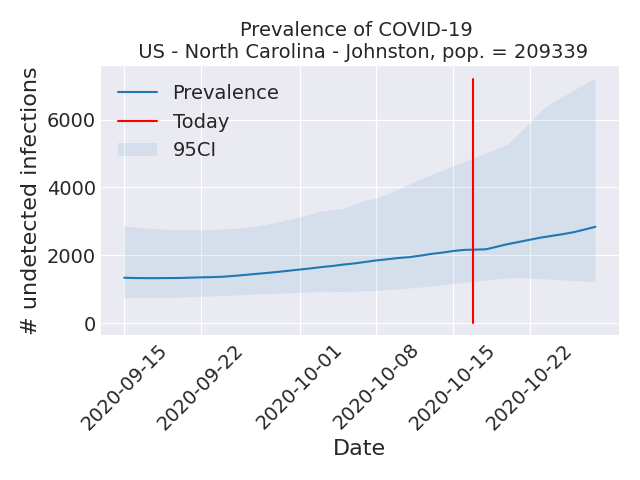 Prevalence of COVID-19
US - North Carolina - Johnston, pop. = 209339
Prevalence
Today
95CI
# undetected infections
6000
4000
2000
0
2020-09-15
2020-09-22
2020-10-01
2020-10-08
2020-10-15
2020-10-22
Date